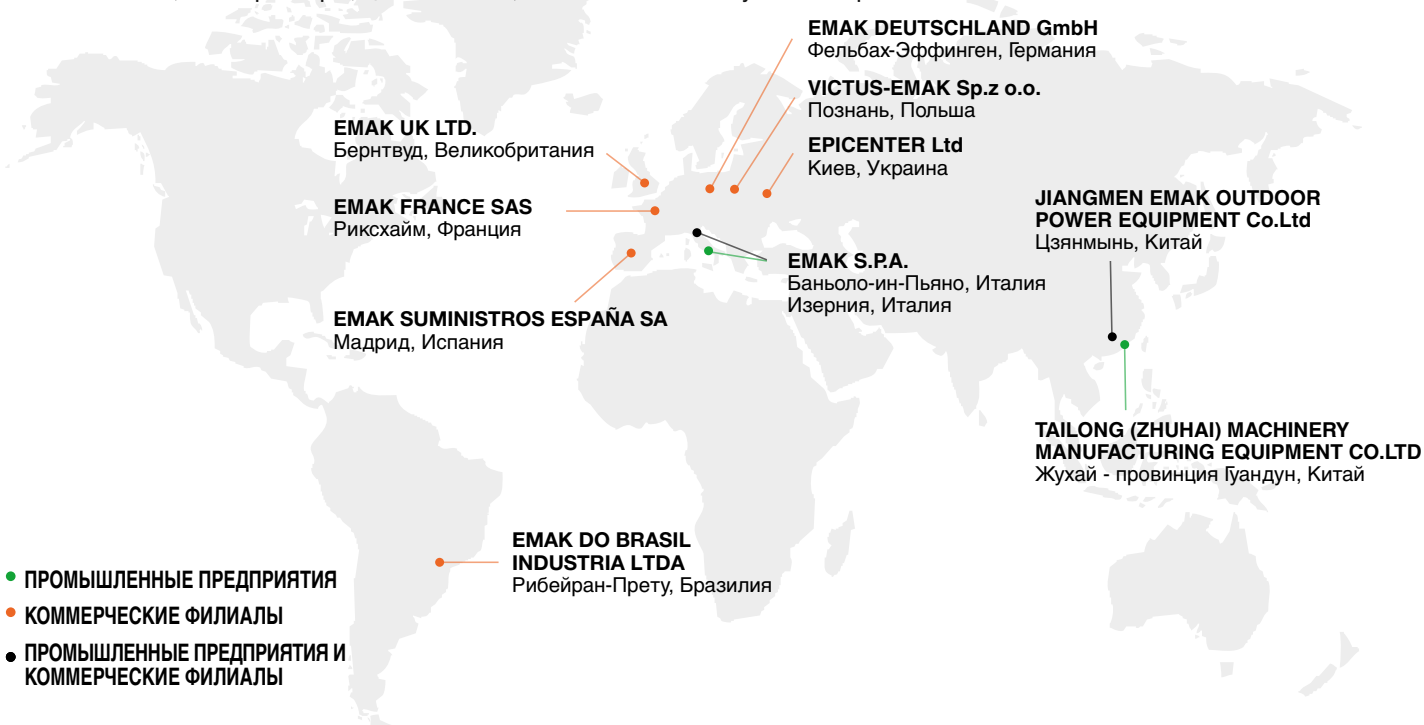 EMAK DEUTSCHLAND GmbH
Фельбах-Эффинген, Германия
VICTUS-EMAK Sp.z o.o.
Познань, Польша
EMAK UK LTD.
Бернтвуд, Великобритания
EPICENTER Ltd
Киев, Украина
EMAK FRANCE SAS
Риксхайм, Франция
JIANGMEN EMAK OUTDOOR
POWER EQUIPMENT Co.Ltd
Цзянмынь, Китай
EMAK S.P.A.
Баньоло-ин-Пьяно, Италия
Изерния, Италия
EMAK SUMINISTROS ESPAÑA SA
Мадрид, Испания
TAILONG (ZHUHAI) MACHINERY
MANUFACTURING EQUIPMENT CO.LTD
Жухай - провинция Гуандун, Китай
EMAK DO BRASIL
INDUSTRIA LTDA
Рибейран-Прету, Бразилия
ПРОМЫШЛЕННЫЕ ПРЕДПРИЯТИЯ
КОММЕРЧЕСКИЕ ФИЛИАЛЫ
ПРОМЫШЛЕННЫЕ ПРЕДПРИЯТИЯ И
КОММЕРЧЕСКИЕ ФИЛИАЛЫ